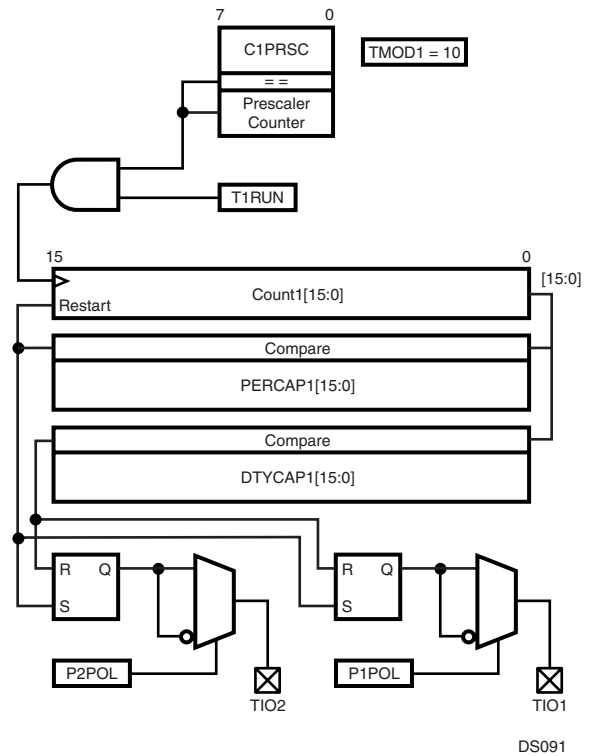 7 0
C1PRSC
TMOD1 = 10
= =
Prescaler
Counter
T1RUN
15 0
[15:0]
Count1[15:0]
Restart
Compare
PERCAP1[15:0]
Compare
DTYCAP1[15:0]
R Q
S
R Q
S
P2POL
P1POL
TIO2
TIO1
DS091